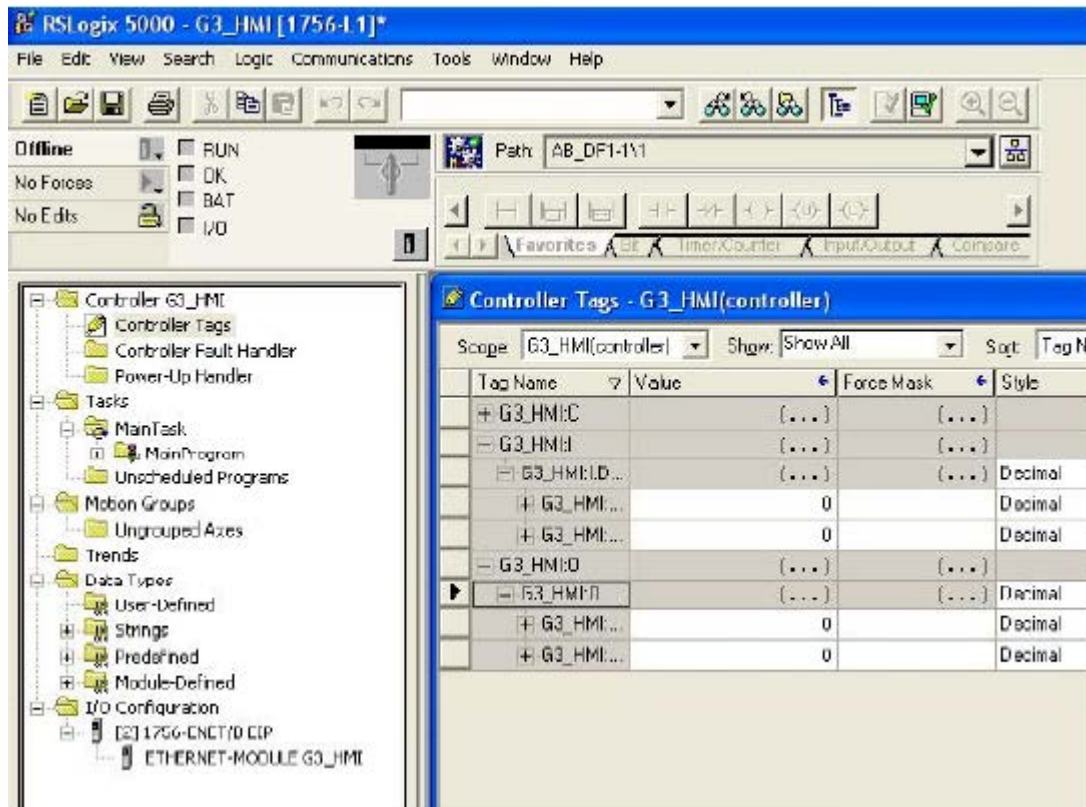 RSLogix 5000 - G3_HMI [1756-L1]*
File Edit View Search Logic Communications Tools Window Help
Offline
RUN
Path: AB_DF1-1\1
No Forces
OK
No Edits
BAT
I/O
Favorites Bit Timer/Counter Input/Output Compare
Controller G3_HMI
Controller Tags
Controller Fault Handler
Power-Up Handler
Tasks
MainTask
MainProgram
Unscheduled Programs
Motion Groups
Ungrouped Axes
Trends
Data Types
User-Defined
Strings
Predefined
Module-Defined
I/O Configuration
[2] 1756-ENET/B EIP
ETHERNET-MODULE G3_HMI
Controller Tags - G3_HMI(controller)
Scope: G3_HMI(controller) Show: Show All Sort: Tag N
Tag Name Value Force Mask Style
G3_HMI:C {...} {...}
G3_HMI:I {...} {...}
G3_HMI:I.D... {...} {...} Decimal
G3_HMI:... 0 Decimal
G3_HMI:... 0 Decimal
G3_HMI:O {...} {...}
{...} {...} Decimal
G3_HMI:... 0 Decimal
G3_HMI:... 0 Decimal